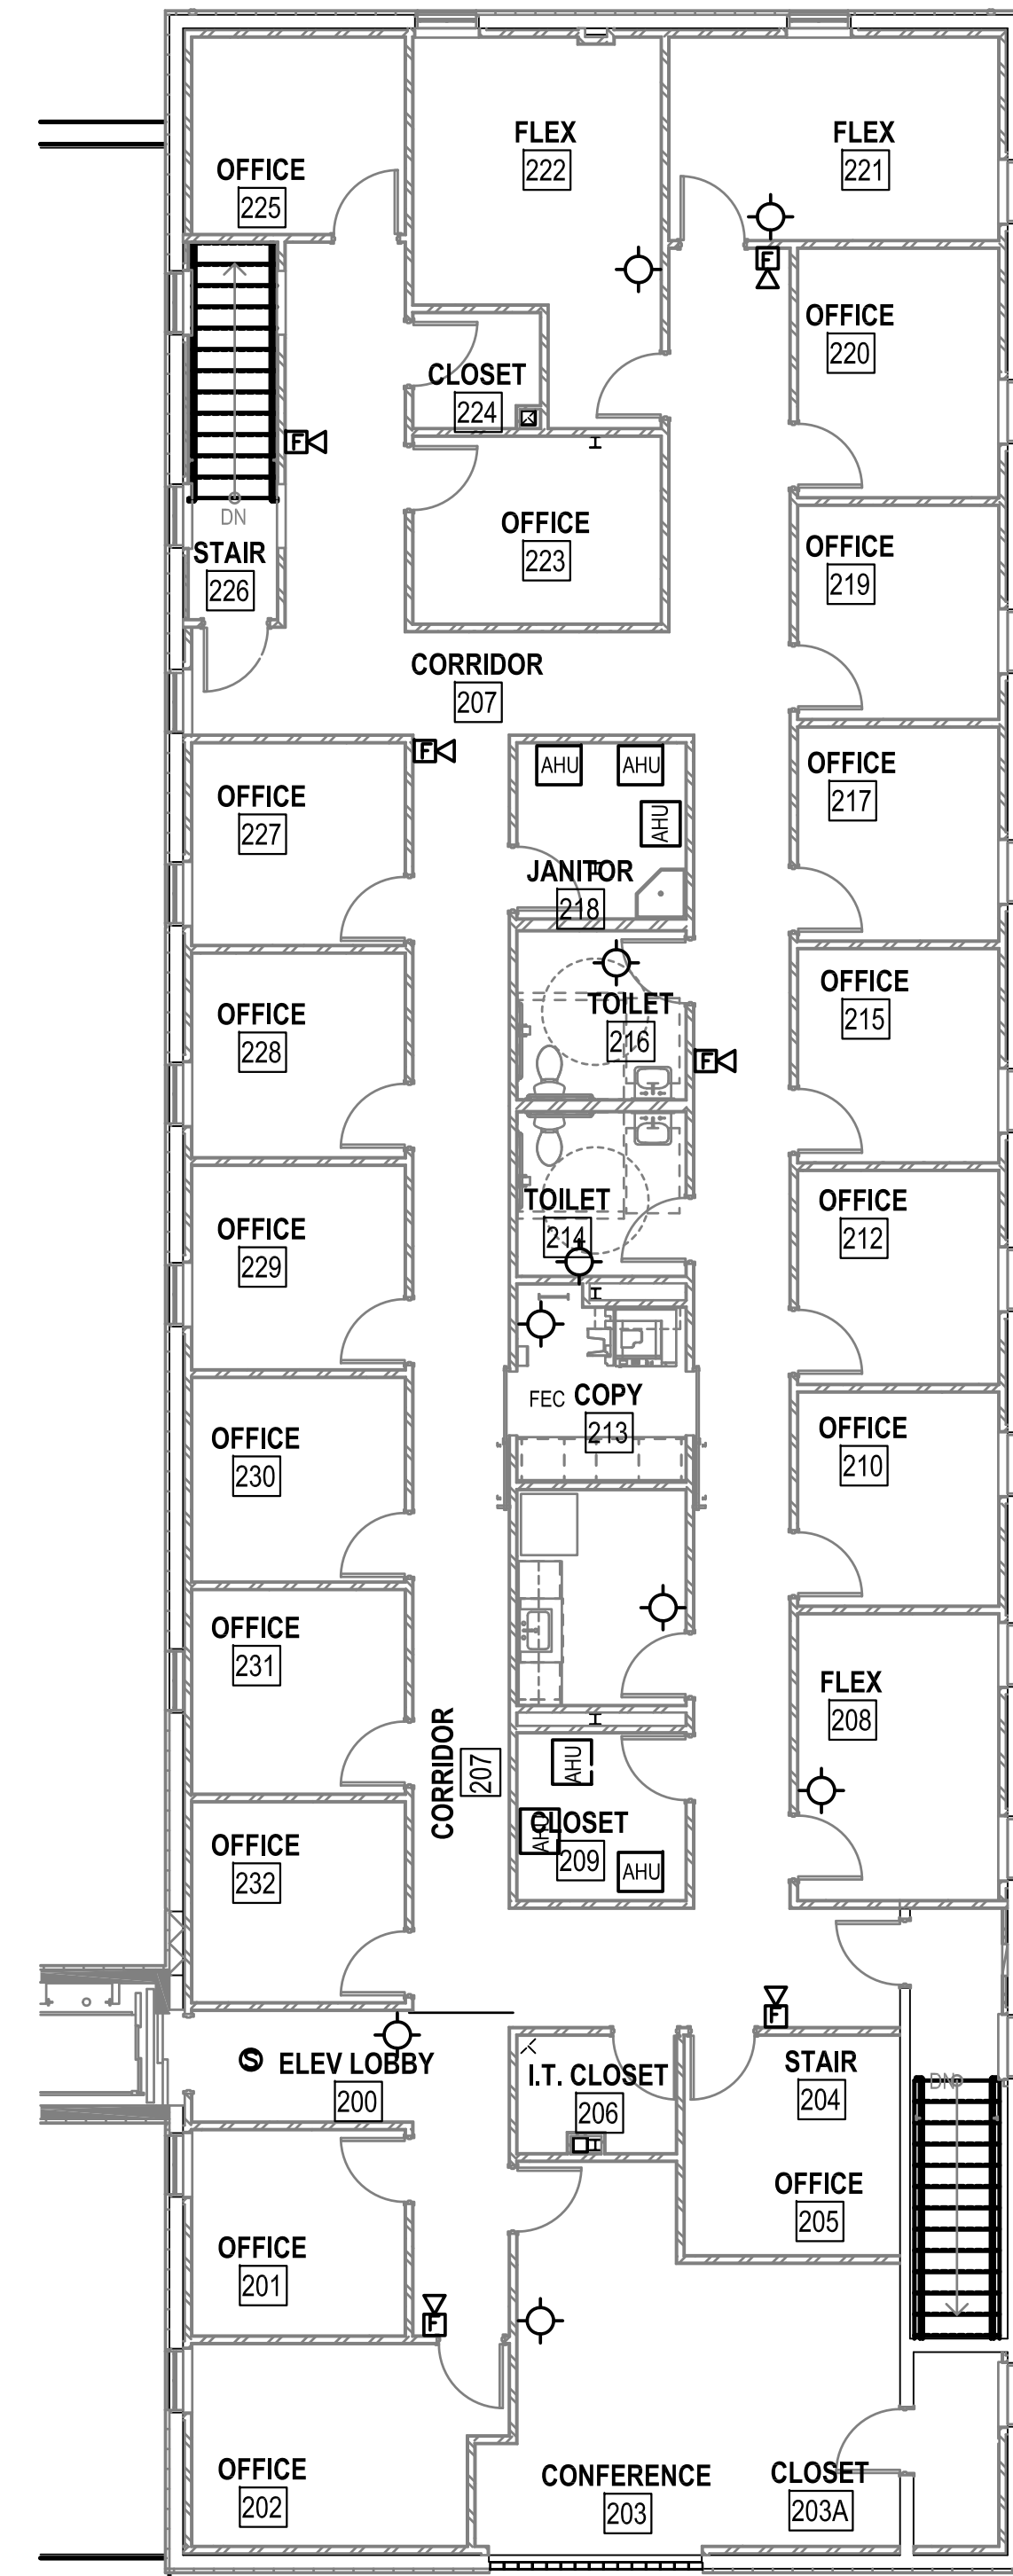 FLEX
222
FLEX
221
OFFICE
225
F
OFFICE
220
CLOSET
224
F
DN
OFFICE
223
STAIR
226
OFFICE
219
CORRIDOR
207
F
AHU
AHU
AHU
OFFICE
217
OFFICE
227
JANITOR
218
OFFICE
215
TOILET
216
OFFICE
228
F
TOILET
214
OFFICE
212
OFFICE
229
FEC
COPY
213
OFFICE
210
OFFICE
230
OFFICE
231
FLEX
208
CORRIDOR
207
AHU
AHU
AHU
CLOSET
209
OFFICE
232
F
S
ELEV LOBBY
200
I.T. CLOSET
206
STAIR
204
DN
OFFICE
205
OFFICE
201
F
OFFICE
202
CONFERENCE
203
CLOSET
203A